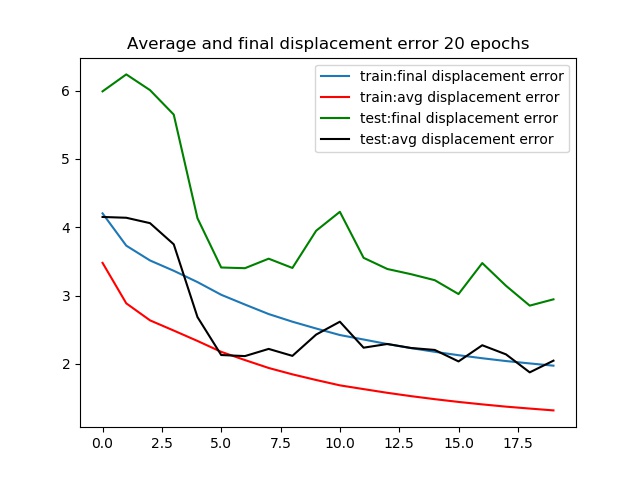 Average and final displacement error 20 epochs
train:final displacement error
train:avg displacement error
test:final displacement error
test:avg displacement error
6
5
4
3
2
0.0 2.5 5.0 7.5 10.0 12.5 15.0 17.5